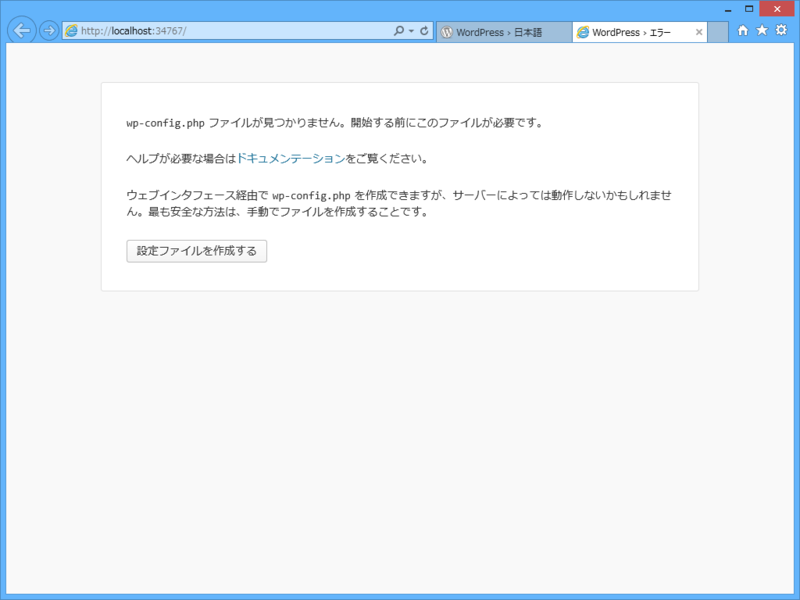 http://localhost:34767/
WordPress › 日本語
WordPress › エラー
wp-config.php ファイルが見つかりません。開始する前にこのファイルが必要です。
ヘルプが必要な場合はドキュメンテーションをご覧ください。
ウェブインタフェース経由で wp-config.php を作成できますが、サーバーによっては動作しないかもしれませ
ん。最も安全な方法は、手動でファイルを作成することです。
設定ファイルを作成する